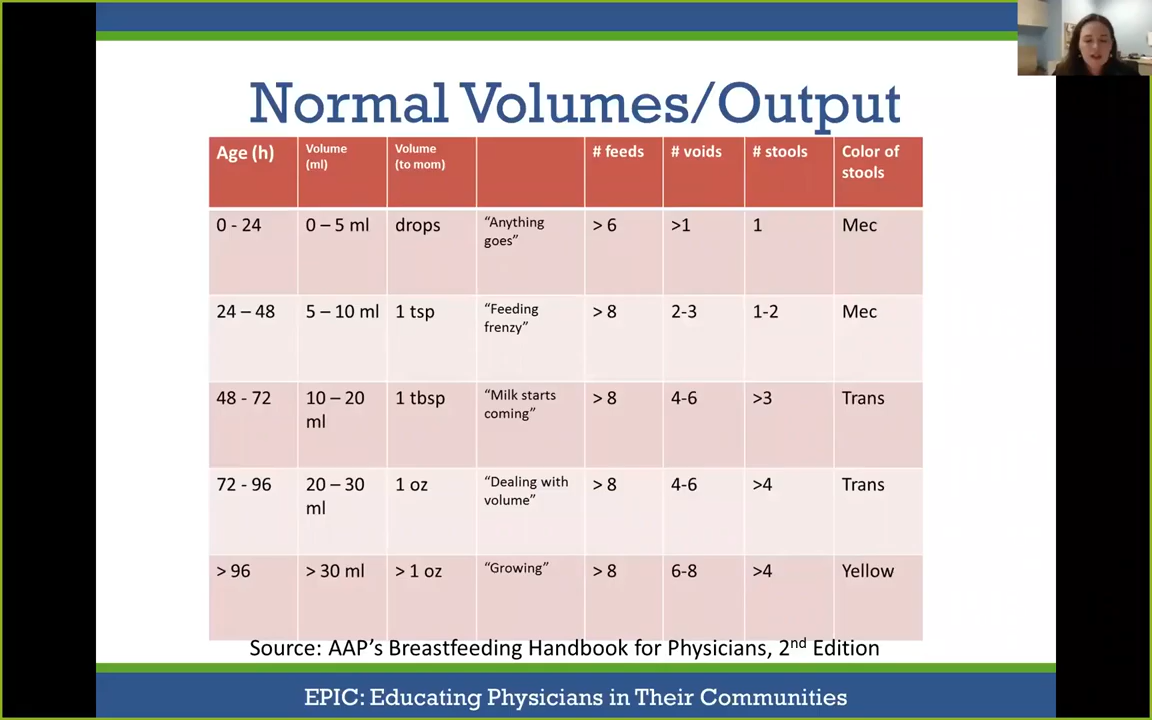 Normal Volumes/Output
Age (h) Volume (ml) Volume (to mom) # feeds # voids # stools Color of stools
0 - 24 0 – 5 ml drops “Anything goes” > 6 >1 1 Mec
24 – 48 5 – 10 ml 1 tsp “Feeding frenzy” > 8 2-3 1-2 Mec
48 - 72 10 – 20 ml 1 tbsp “Milk starts coming” > 8 4-6 >3 Trans
72 - 96 20 – 30 ml 1 oz “Dealing with volume” > 8 4-6 >4 Trans
> 96 > 30 ml > 1 oz “Growing” > 8 6-8 >4 Yellow
Source: AAP’s Breastfeeding Handbook for Physicians, 2nd Edition
EPIC: Educating Physicians in Their Communities